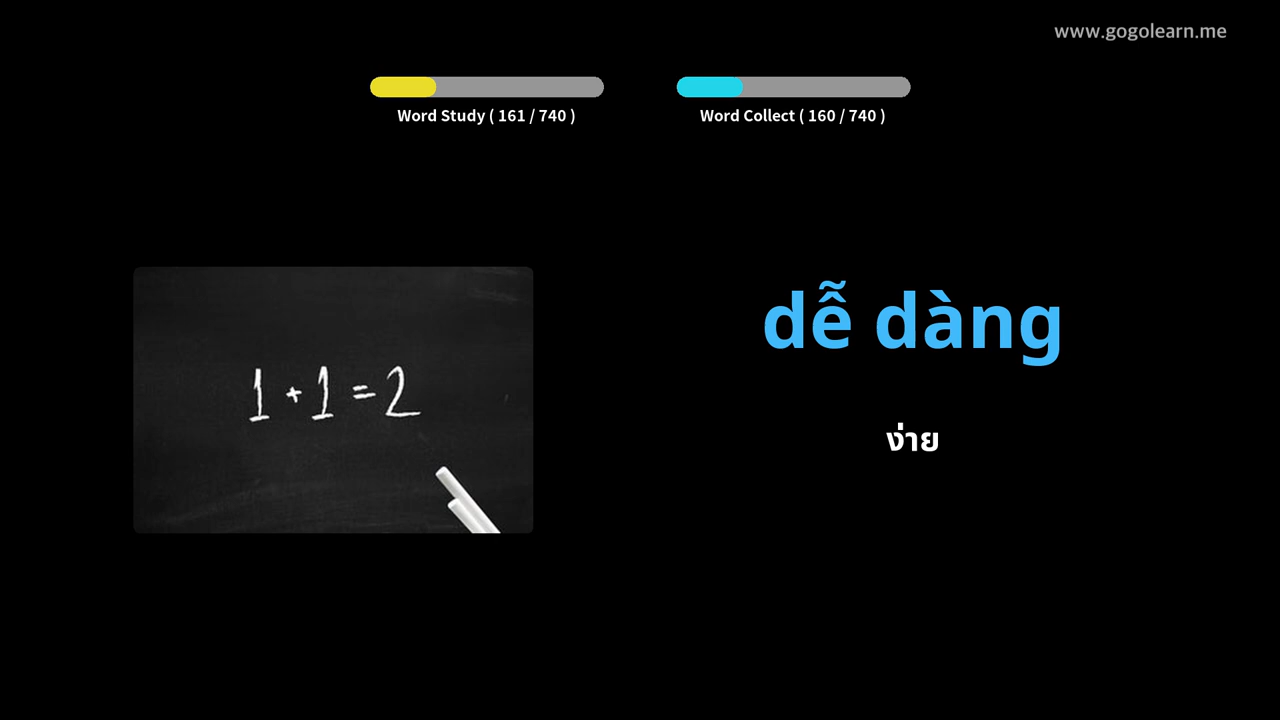 www.gogolearn.me
Word Study ( 161 / 740 )
Word Collect ( 160 / 740 )
1 + 1 = 2
dễ dàng
ง่าย